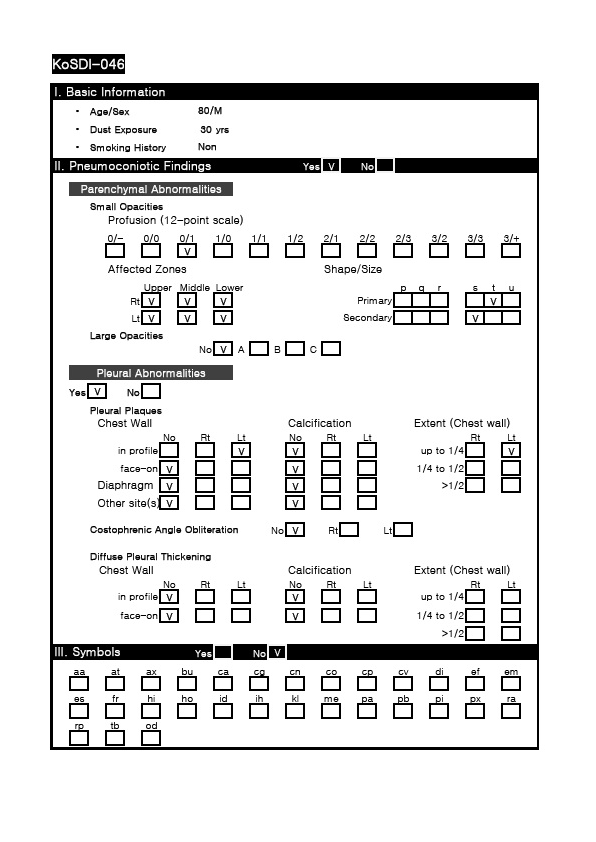 KoSDI-046
I. Basic Information
• Age/Sex 80/M
• Dust Exposure 30 yrs
• Smoking History Non
II. Pneumoconiotic Findings Yes V No
Parenchymal Abnormalities
Small Opacities
Profusion (12-point scale)
0/- 0/0 0/1 1/0 1/1 1/2 2/1 2/2 2/3 3/2 3/3 3/+
V
Affected Zones Shape/Size
Upper Middle Lower p q r s t u
Rt V V V Primary V
Lt V V V Secondary V
Large Opacities
No V A B C
Pleural Abnormalities
Yes V No
Pleural Plaques
Chest Wall Calcification Extent (Chest wall)
No Rt Lt No Rt Lt Rt Lt
in profile V V up to 1/4 V
face-on V V 1/4 to 1/2
Diaphragm V V >1/2
Other site(s) V V
Costophrenic Angle Obliteration No V Rt Lt
Diffuse Pleural Thickening
Chest Wall Calcification Extent (Chest wall)
No Rt Lt No Rt Lt Rt Lt
in profile V V up to 1/4
face-on V V 1/4 to 1/2
>1/2
III. Symbols Yes No V
aa at ax bu ca cg cn co cp cv di ef em
es fr hi ho id ih kl me pa pb pi px ra
rp tb od